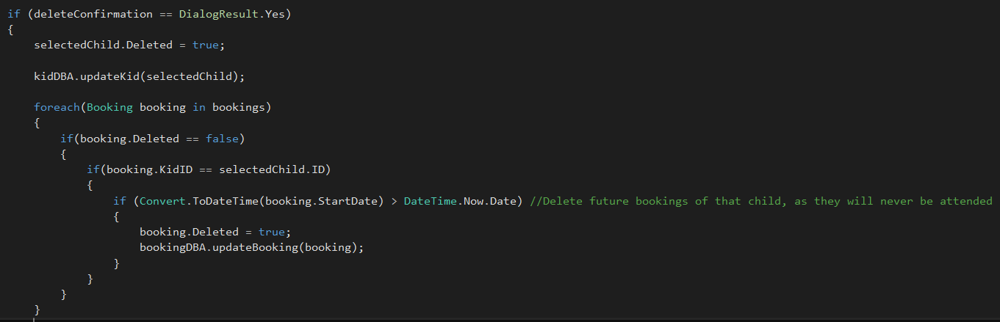 if (deleteConfirmation == DialogResult.Yes)
{
    selectedChild.Deleted = true;

    kidDBA.updateKid(selectedChild);

    foreach(Booking booking in bookings)
    {
        if(booking.Deleted == false)
        {
            if(booking.KidID == selectedChild.ID)
            {
                if (Convert.ToDateTime(booking.StartDate) > DateTime.Now.Date) //Delete future bookings of that child, as they will never be attended
                {
                    booking.Deleted = true;
                    bookingDBA.updateBooking(booking);
                }
            }
        }
    }